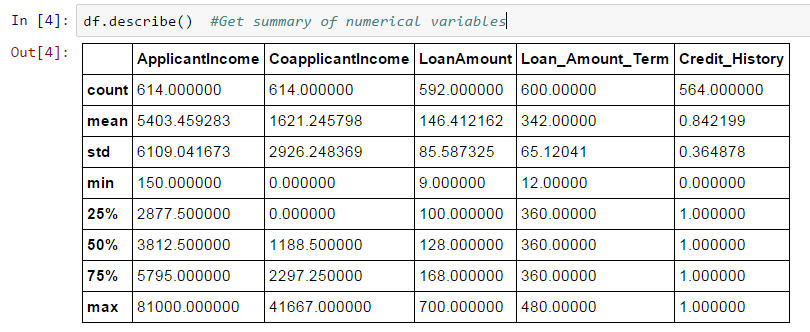 In [4]: df.describe()  #Get summary of numerical variables
Out[4]:
ApplicantIncome CoapplicantIncome LoanAmount Loan_Amount_Term Credit_History
count 614.000000 614.000000 592.000000 600.00000 564.000000
mean 5403.459283 1621.245798 146.412162 342.00000 0.842199
std 6109.041673 2926.248369 85.587325 65.12041 0.364878
min 150.000000 0.000000 9.000000 12.00000 0.000000
25% 2877.500000 0.000000 100.000000 360.00000 1.000000
50% 3812.500000 1188.500000 128.000000 360.00000 1.000000
75% 5795.000000 2297.250000 168.000000 360.00000 1.000000
max 81000.000000 41667.000000 700.000000 480.00000 1.000000